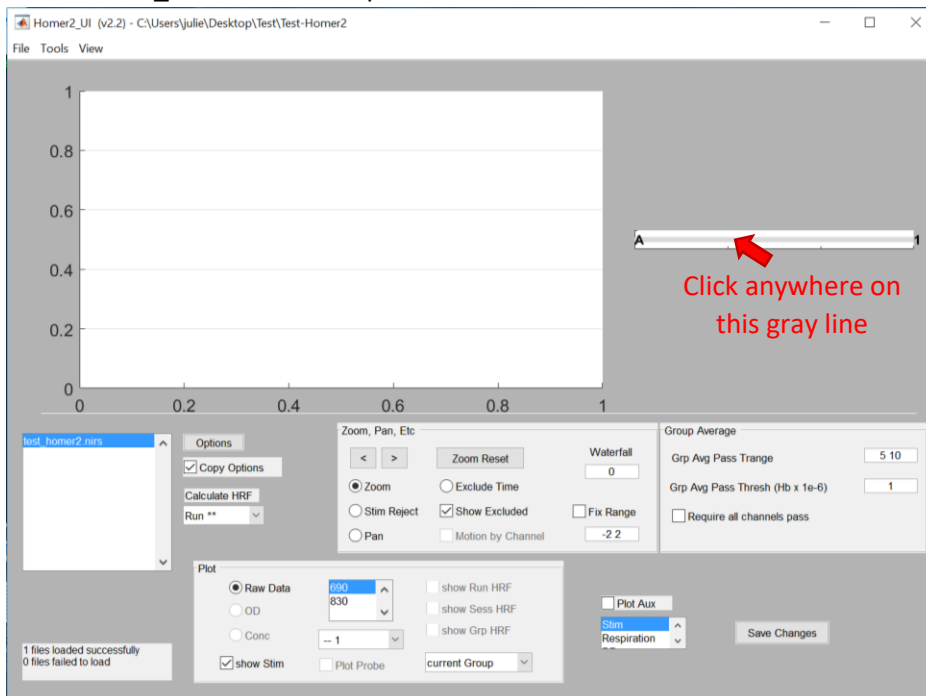 Homer2_UI (v2.2) - C:\Users\julie\Desktop\Test\Test-Homer2
File Tools View
1
0.8
0.6
0.4
0.2
0
0 0.2 0.4 0.6 0.8 1
A 1
Click anywhere on
this gray line
test_homer2.nirs
Options
Copy Options
Calculate HRF
Run **
1 files loaded successfully
0 files failed to load
Zoom, Pan, Etc
< > Zoom Reset Waterfall
0
Zoom Exclude Time
Stim Reject Show Excluded Fix Range
Pan Motion by Channel -2 2
Group Average
Grp Avg Pass Trange 5 10
Grp Avg Pass Thresh (Hb x 1e-6) 1
Require all channels pass
Plot
Raw Data 690 show Run HRF
OD 830 show Sess HRF
Conc -- 1 show Grp HRF
show Stim Plot Probe current Group
Plot Aux
Stim
Respiration
Save Changes